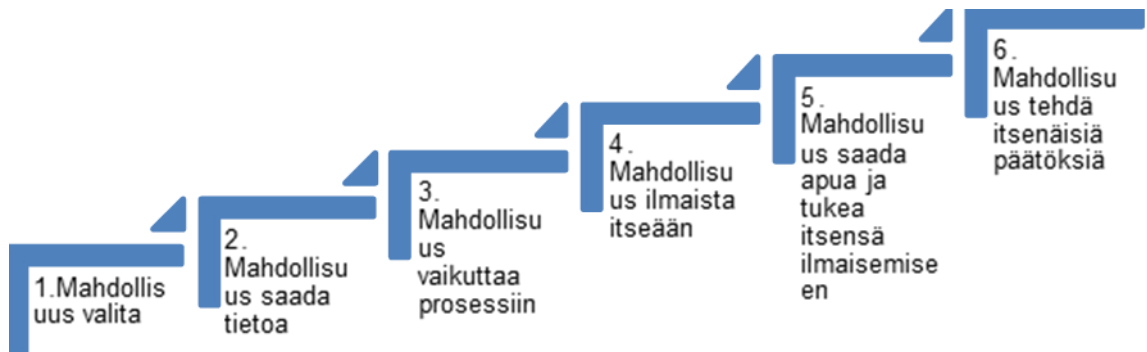 1.Mahdollis
uus valita
2.
Mahdollisu
us saada
tietoa
3.
Mahdollisu
us
vaikuttaa
prosessiin
4.
Mahdollisu
us ilmaista
itseään
5.
Mahdollisu
us saada
apua ja
tukea
itsensä
ilmaisemise
en
6.
Mahdollisu
us tehdä
itsenäisiä
päätöksiä